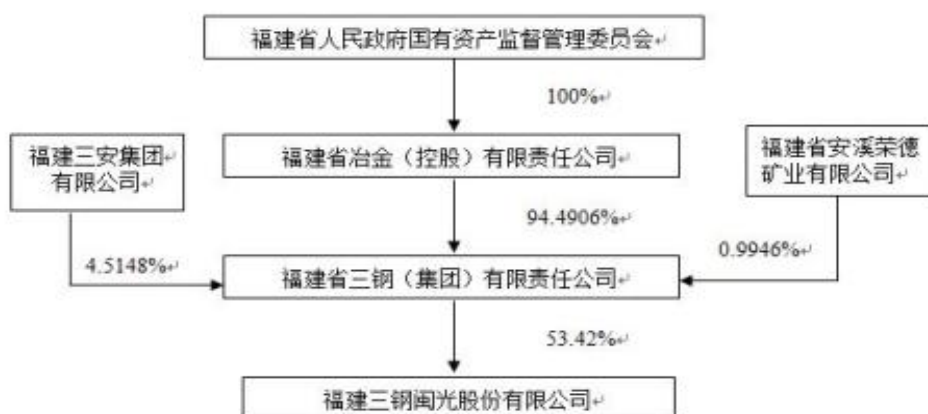 福建省人民政府国有资产监督管理委员会↵
100%↵
福建三安集团↵
有限公司↵
福建省冶金（控股）有限责任公司↵
福建省安溪荣德
矿业有限公司↵
94.4906%↵
4.5148%↵
0.9946%↵
福建省三钢（集团）有限责任公司↵
53.42%↵
福建三钢闽光股份有限公司↵